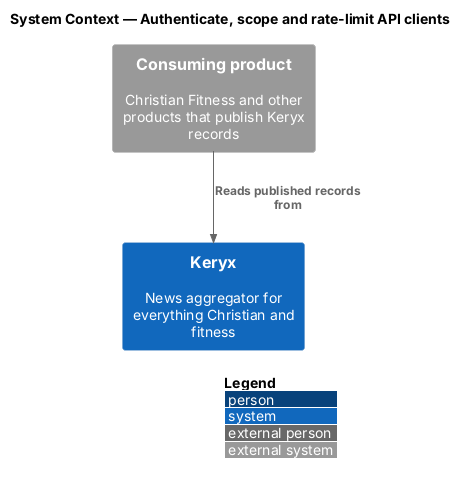 System Context — Authenticate, scope and rate-limit API clients
Consuming product
Christian Fitness and other
products that publish Keryx
records
Reads published records
from
Keryx
News aggregator for
everything Christian and
fitness
Legend
person
system
external person
external system